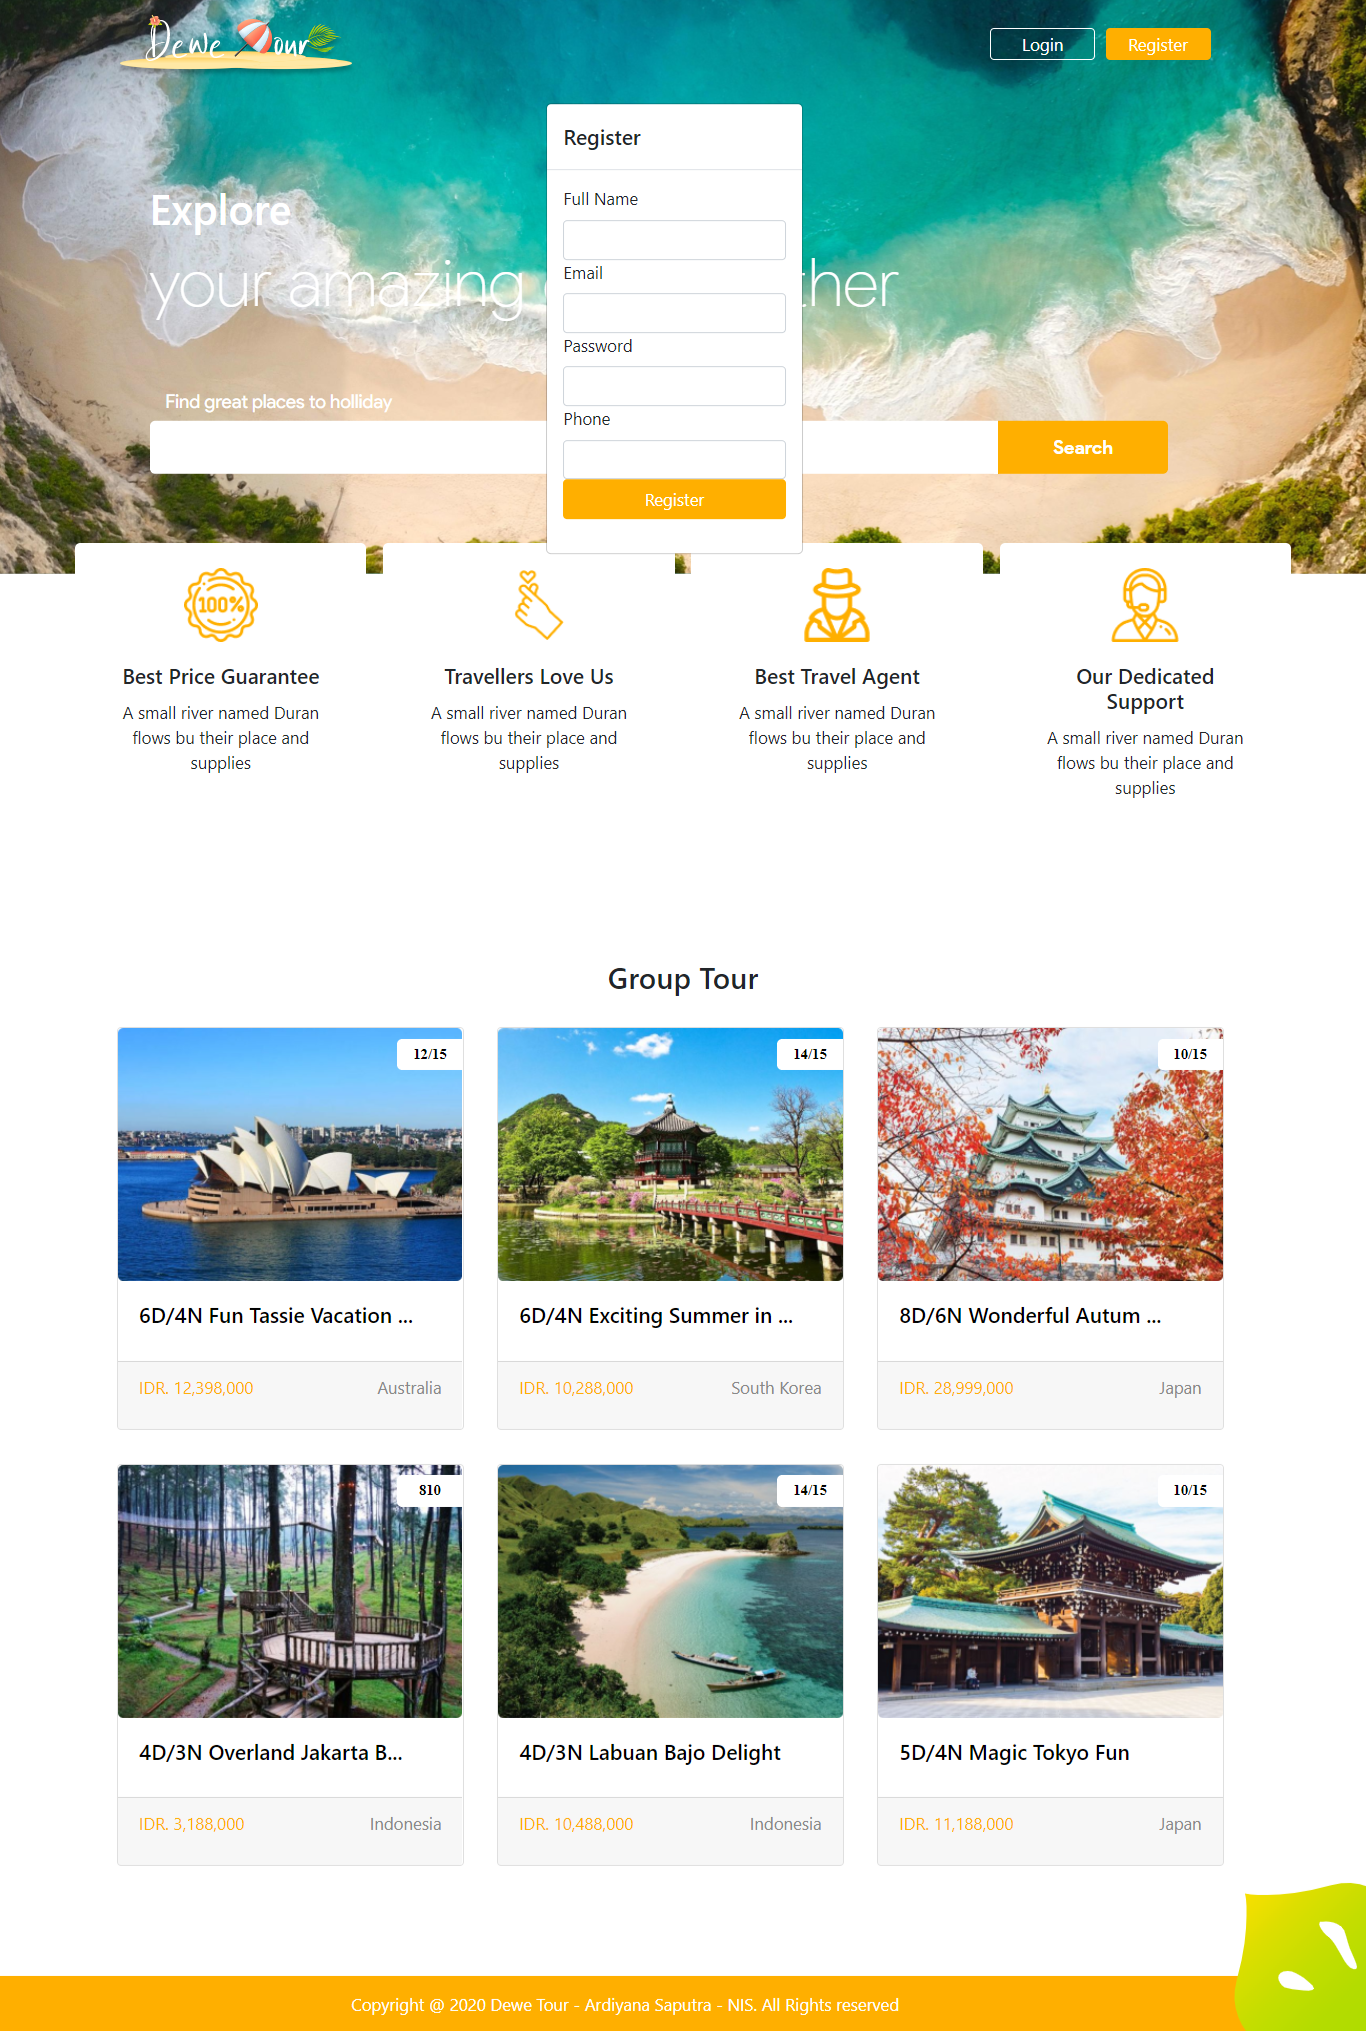 Dewe Tour
Login
Register
Register
Full Name
Email
Password
Phone
Register
Explore
your amazing
ther
Find great places to holliday
Search
100%
Best Price Guarantee
A small river named Duran
flows bu their place and
supplies
Travellers Love Us
A small river named Duran
flows bu their place and
supplies
Best Travel Agent
A small river named Duran
flows bu their place and
supplies
Our Dedicated
Support
A small river named Duran
flows bu their place and
supplies
Group Tour
12/15
6D/4N Fun Tassie Vacation ...
IDR. 12,398,000
Australia
14/15
6D/4N Exciting Summer in ...
IDR. 10,288,000
South Korea
10/15
8D/6N Wonderful Autum ...
IDR. 28,999,000
Japan
810
4D/3N Overland Jakarta B...
IDR. 3,188,000
Indonesia
14/15
4D/3N Labuan Bajo Delight
IDR. 10,488,000
Indonesia
10/15
5D/4N Magic Tokyo Fun
IDR. 11,188,000
Japan
Copyright @ 2020 Dewe Tour - Ardiyana Saputra - NIS. All Rights reserved